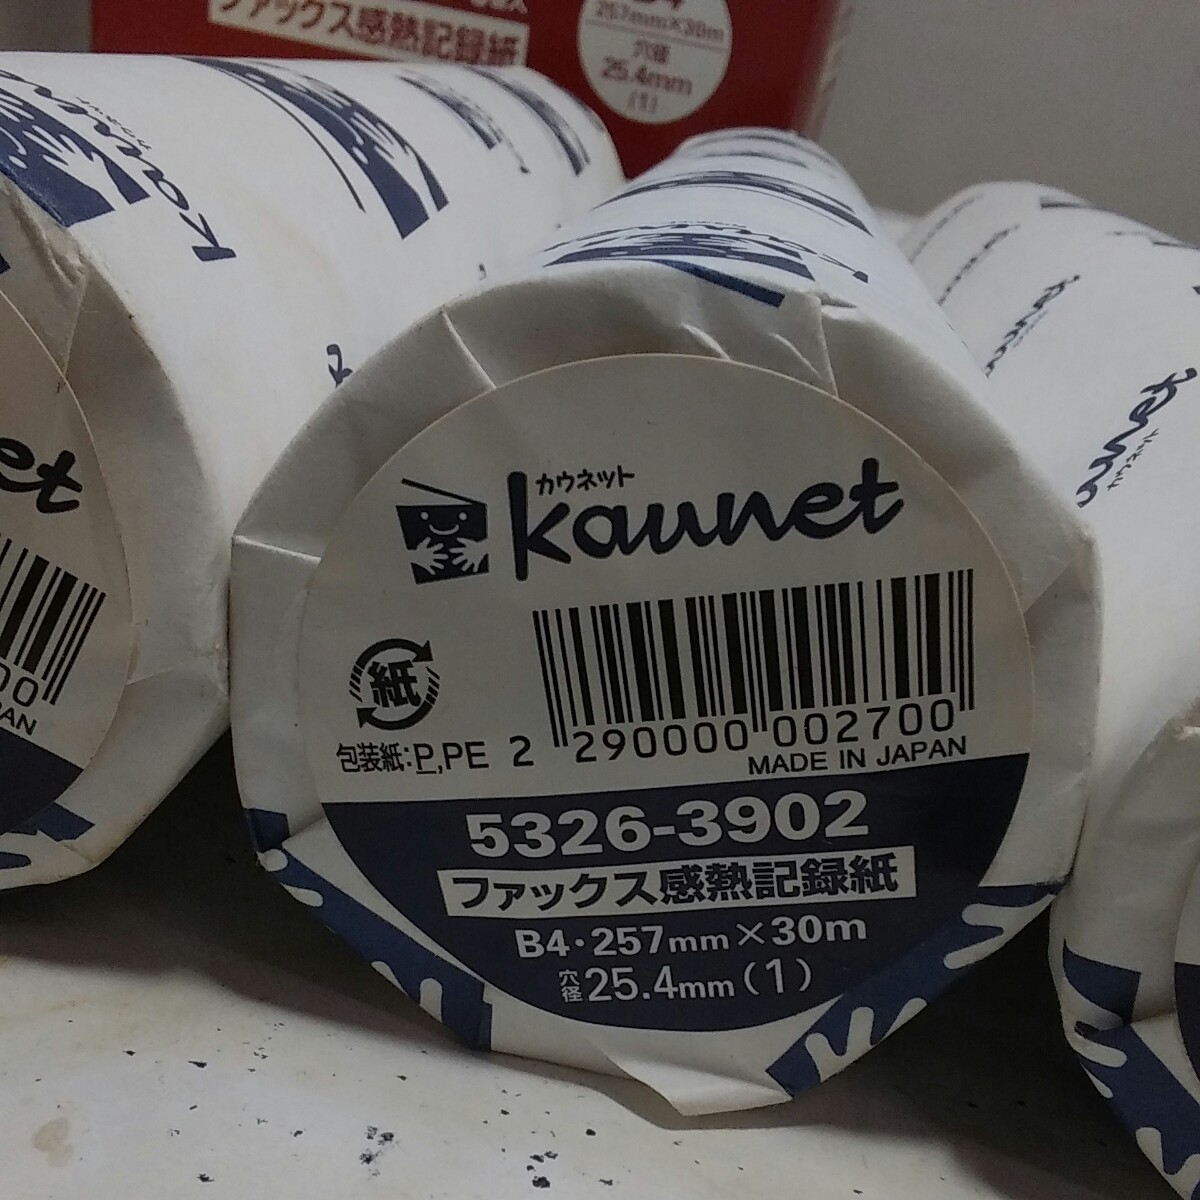 ファックス感熱記録紙
257mm×30m
穴径
25.4mm
(1)
カウネット
kaunet
紙
包装紙:P,PE
2 290000 002700
MADE IN JAPAN
5326-3902
ファックス感熱記録紙
B4・257mm×30m
穴径25.4mm(1)
et